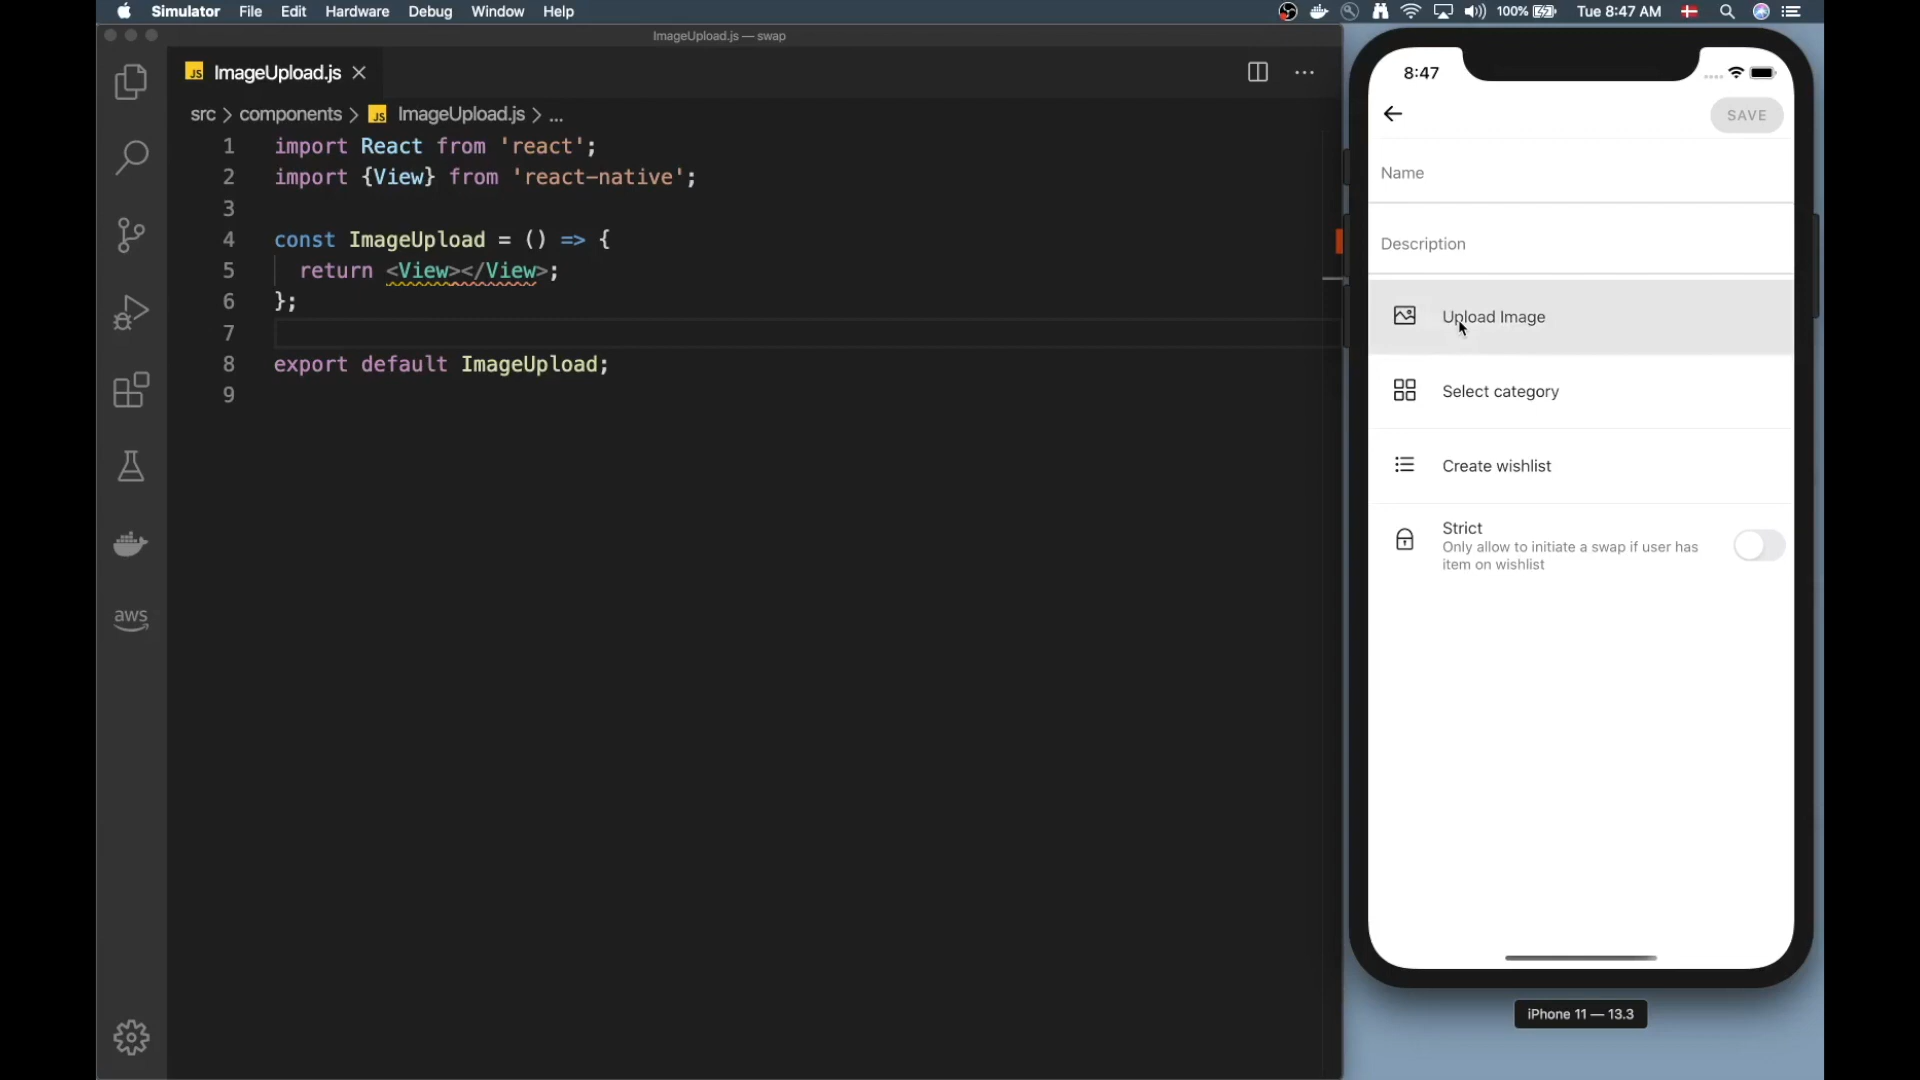 Simulator File Edit Hardware Debug Window Help
100% Tue 8:47 AM
ImageUpload.js — swap
JS ImageUpload.js
src > components > JS ImageUpload.js > ...
1 import React from 'react';
2 import {View} from 'react-native';
3
4 const ImageUpload = () => {
5 return <View></View>;
6 };
7
8 export default ImageUpload;
9
aws
8:47
SAVE
Name
Description
Upload Image
Select category
Create wishlist
Strict
Only allow to initiate a swap if user has
item on wishlist
iPhone 11 — 13.3